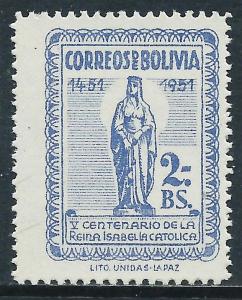 CORREOS DE BOLIVIA
1451 1951
2.-
BS.
V CENTENARIO DE LA
REINA ISABEL LA CATOLICA
LITO. UNIDAS-LA PAZ